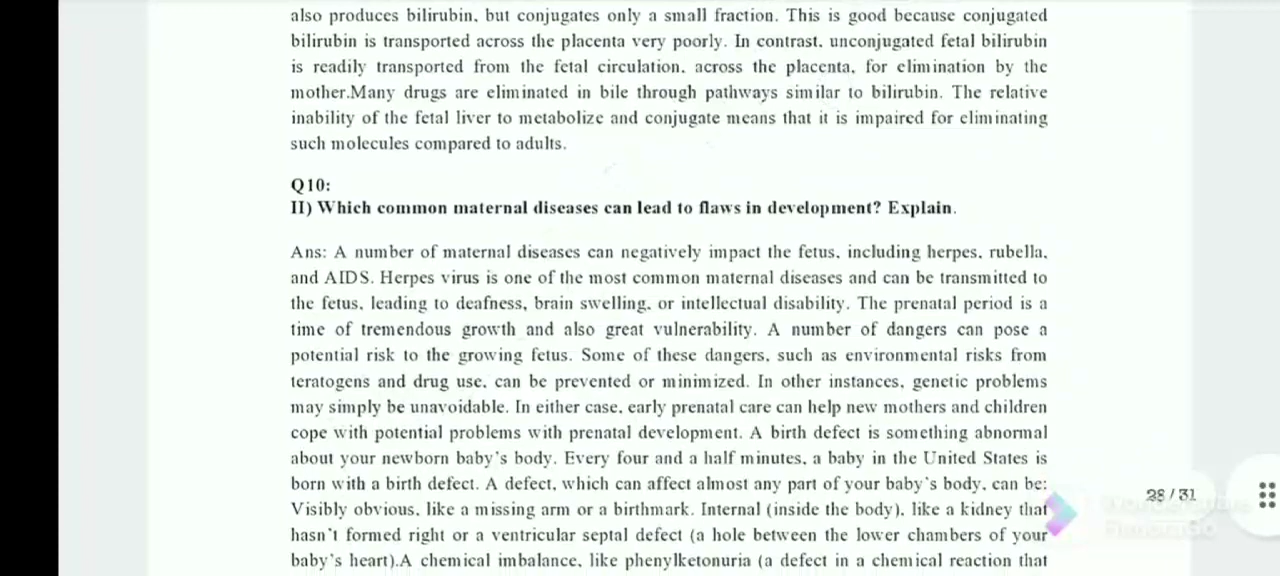 also produces bilirubin, but conjugates only a small fraction. This is good because conjugated
bilirubin is transported across the placenta very poorly. In contrast, unconjugated fetal bilirubin
is readily transported from the fetal circulation, across the placenta, for elimination by the
mother.Many drugs are eliminated in bile through pathways similar to bilirubin. The relative
inability of the fetal liver to metabolize and conjugate means that it is impaired for eliminating
such molecules compared to adults.
Q10:
II) Which common maternal diseases can lead to flaws in development? Explain.
Ans: A number of maternal diseases can negatively impact the fetus, including herpes, rubella,
and AIDS. Herpes virus is one of the most common maternal diseases and can be transmitted to
the fetus, leading to deafness, brain swelling, or intellectual disability. The prenatal period is a
time of tremendous growth and also great vulnerability. A number of dangers can pose a
potential risk to the growing fetus. Some of these dangers, such as environmental risks from
teratogens and drug use, can be prevented or minimized. In other instances, genetic problems
may simply be unavoidable. In either case, early prenatal care can help new mothers and children
cope with potential problems with prenatal development. A birth defect is something abnormal
about your newborn baby's body. Every four and a half minutes, a baby in the United States is
born with a birth defect. A defect, which can affect almost any part of your baby's body, can be:
Visibly obvious, like a missing arm or a birthmark. Internal (inside the body), like a kidney that
hasn't formed right or a ventricular septal defect (a hole between the lower chambers of your
baby's heart).A chemical imbalance, like phenylketonuria (a defect in a chemical reaction that
28 / 31